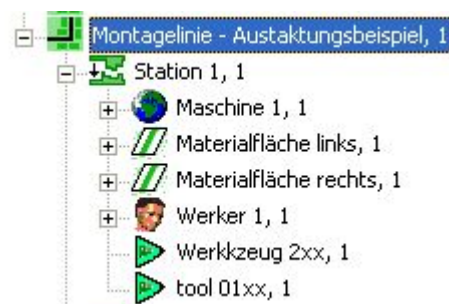 Montagelinie - Austaktungsbeispiel, 1
Station 1, 1
Maschine 1, 1
Materialfläche links, 1
Materialfläche rechts, 1
Werker 1, 1
Werkkzeug 2xx, 1
tool 01xx, 1